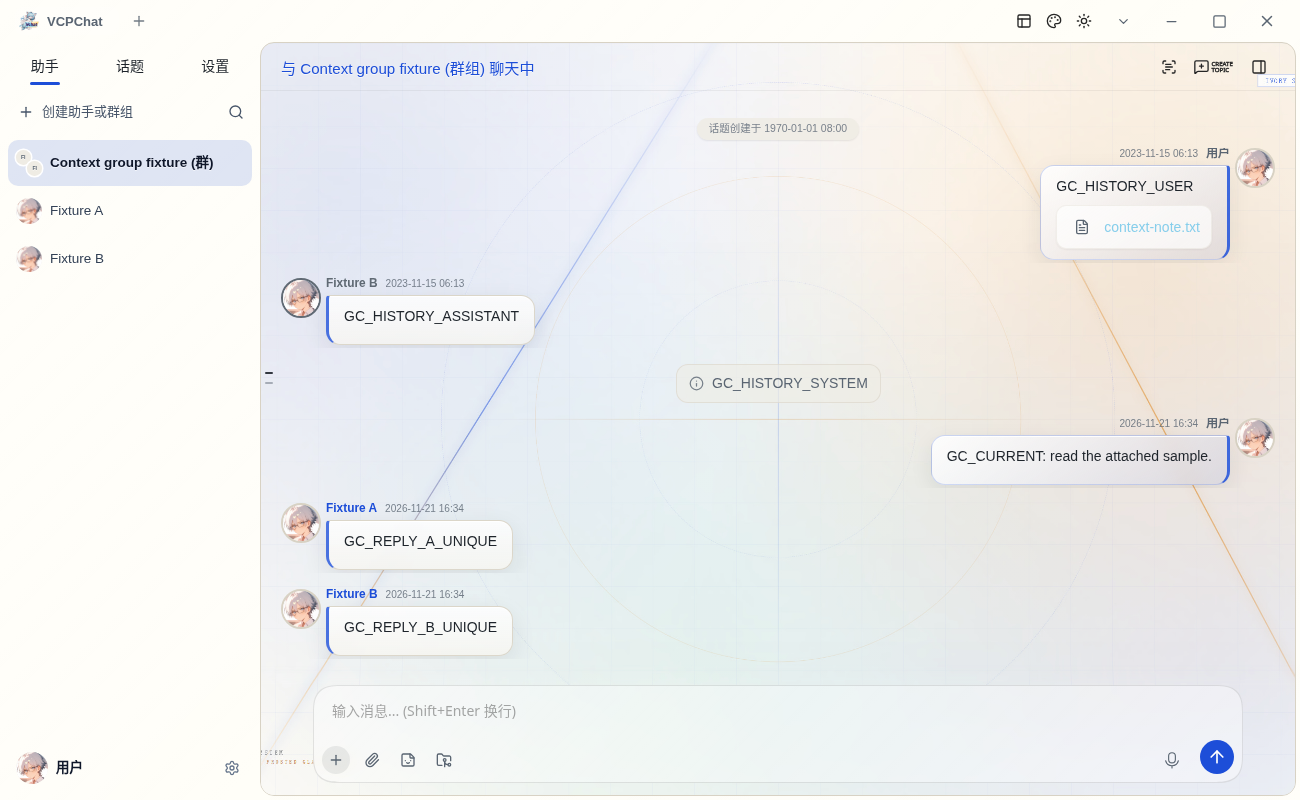 VCPChat
助手
话题
设置
创建助手或群组
Context group fixture (群)
Fixture A
Fixture B
用户
与 Context group fixture (群组) 聊天中
CREATE TOPIC
话题创建于 1970-01-01 08:00
2023-11-15 06:13 用户
GC_HISTORY_USER
context-note.txt
Fixture B 2023-11-15 06:13
GC_HISTORY_ASSISTANT
GC_HISTORY_SYSTEM
2026-11-21 16:34 用户
GC_CURRENT: read the attached sample.
Fixture A 2026-11-21 16:34
GC_REPLY_A_UNIQUE
Fixture B 2026-11-21 16:34
GC_REPLY_B_UNIQUE
输入消息... (Shift+Enter 换行)